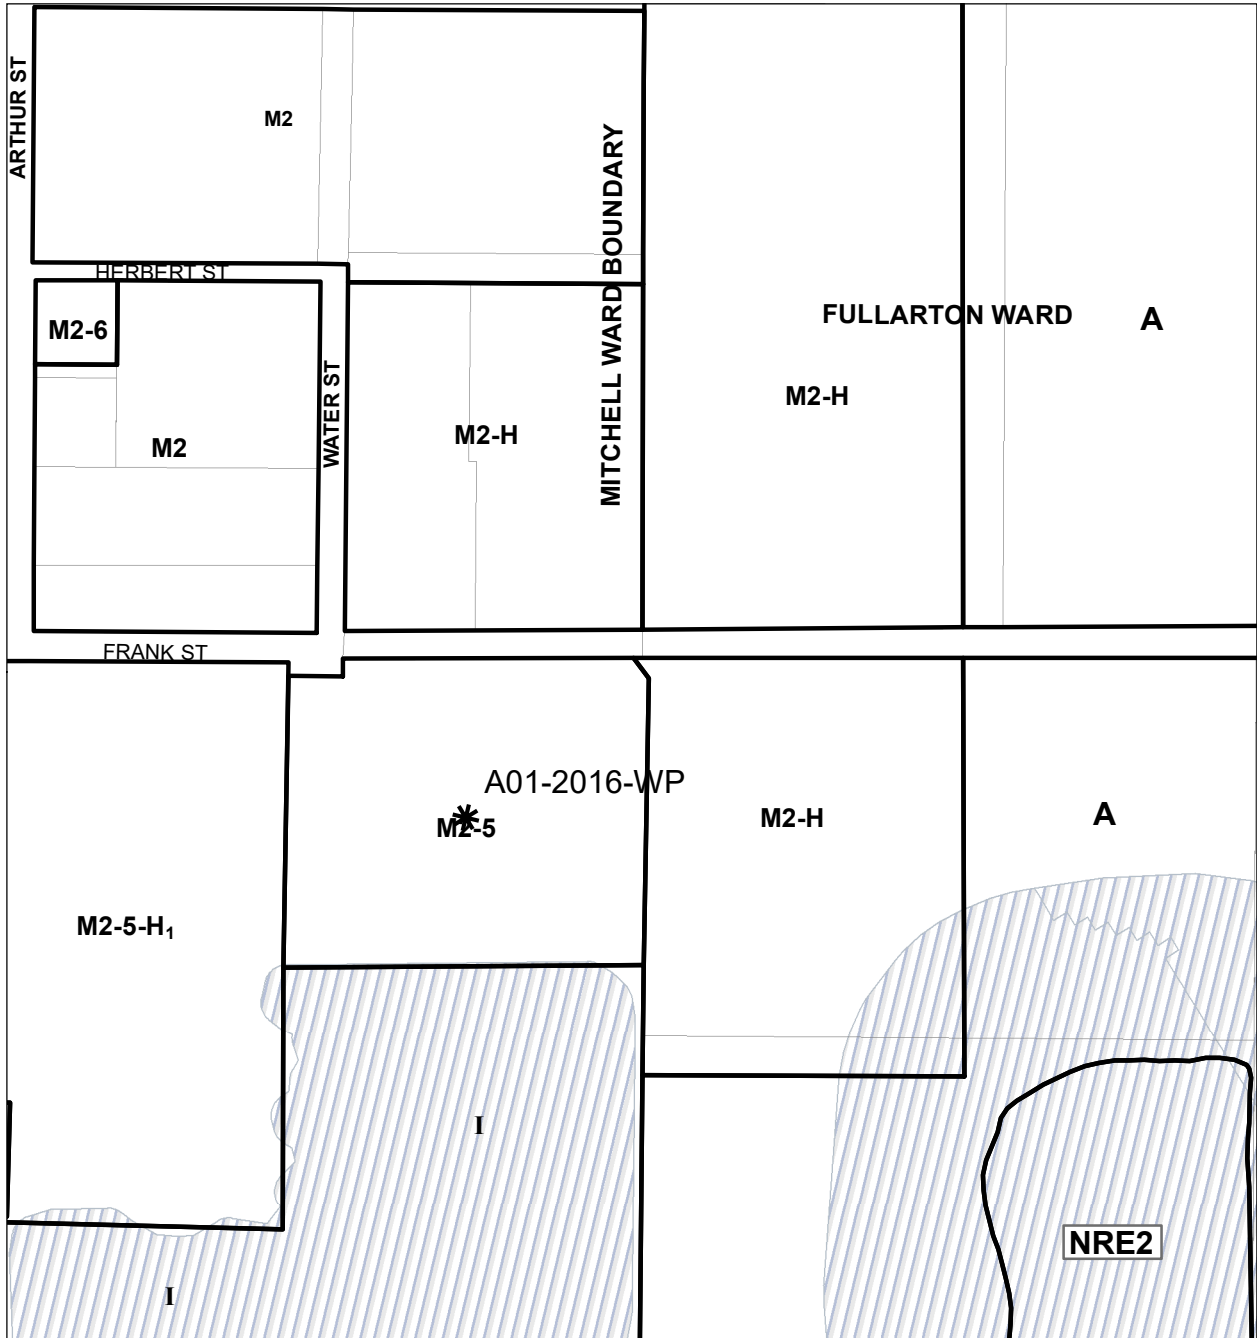 ARTHUR ST
M2
MITCHELL WARD BOUNDARY
HERBERT ST
M2-6
FULLARTON WARD
A
WATER ST
M2-H
M2-H
M2
FRANK ST
A01-2016-WP
M2-5
M2-H
A
M2-5-H₁
I
NRE2
I